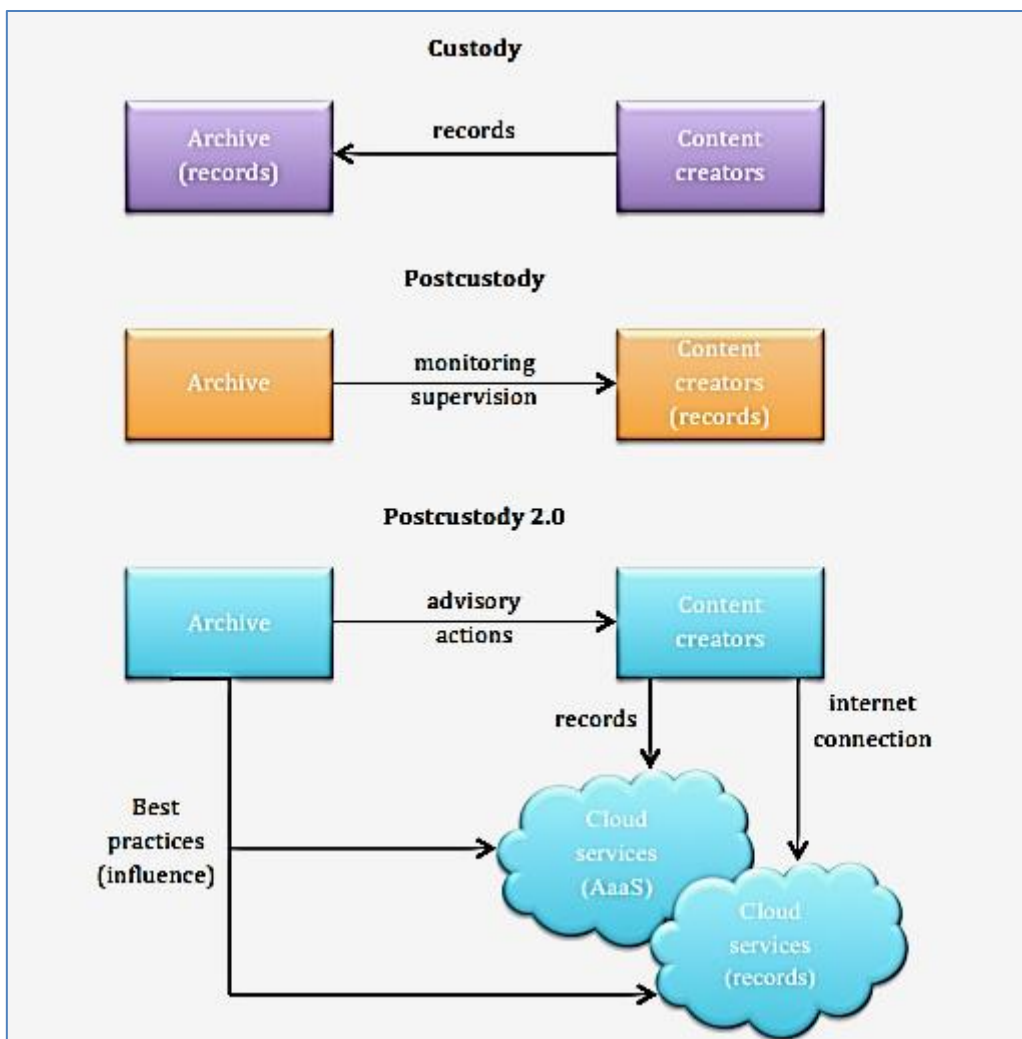 Custody
Archive
(records)
records
Content
creators
Postcustody
Archive
monitoring
supervision
Content
creators
(records)
Postcustody 2.0
Archive
advisory
actions
Content
creators
records
internet
connection
Best
practices
(influence)
Cloud
services
(AaaS)
Cloud
services
(records)